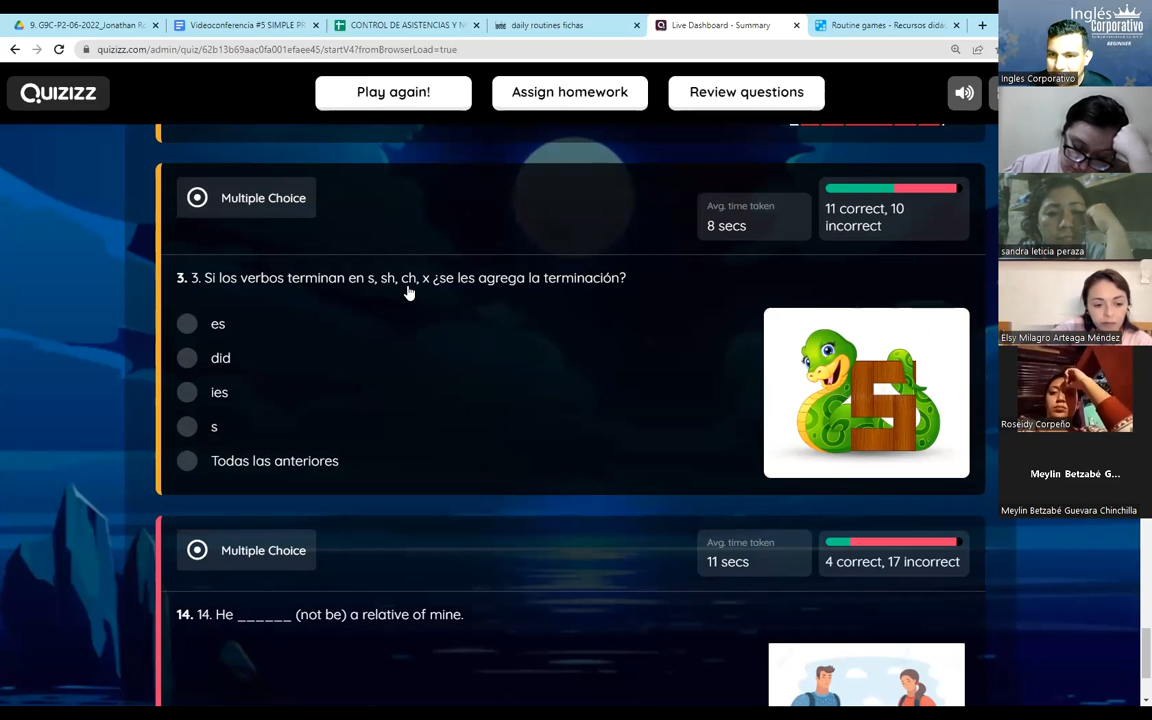 9. G9C-P2-06-2022_Jonathan Ro
Videoconferencia #5 SIMPLE PR
CONTROL DE ASISTENCIAS Y N
daily routines fichas
Live Dashboard - Summary
Routine games - Recursos didác
quizizz.com/admin/quiz/62b13b69aac0fa001efaee45/startV4?fromBrowserLoad=true
Quizizz
Play again!
Assign homework
Review questions
Inglés
Corporativo
BEGINNER
Ingles Corporativo
Multiple Choice
Avg. time taken
8 secs
11 correct, 10
incorrect
3. 3. Si los verbos terminan en s, sh, ch, x ¿se les agrega la terminación?
es
did
ies
s
Todas las anteriores
S
sandra leticia peraza
Elsy Milagro Arteaga Méndez
Roseidy Corpeño
Meylin Betzabé G...
Meylin Betzabé Guevara Chinchilla
Multiple Choice
Avg. time taken
11 secs
4 correct, 17 incorrect
14. 14. He ______ (not be) a relative of mine.